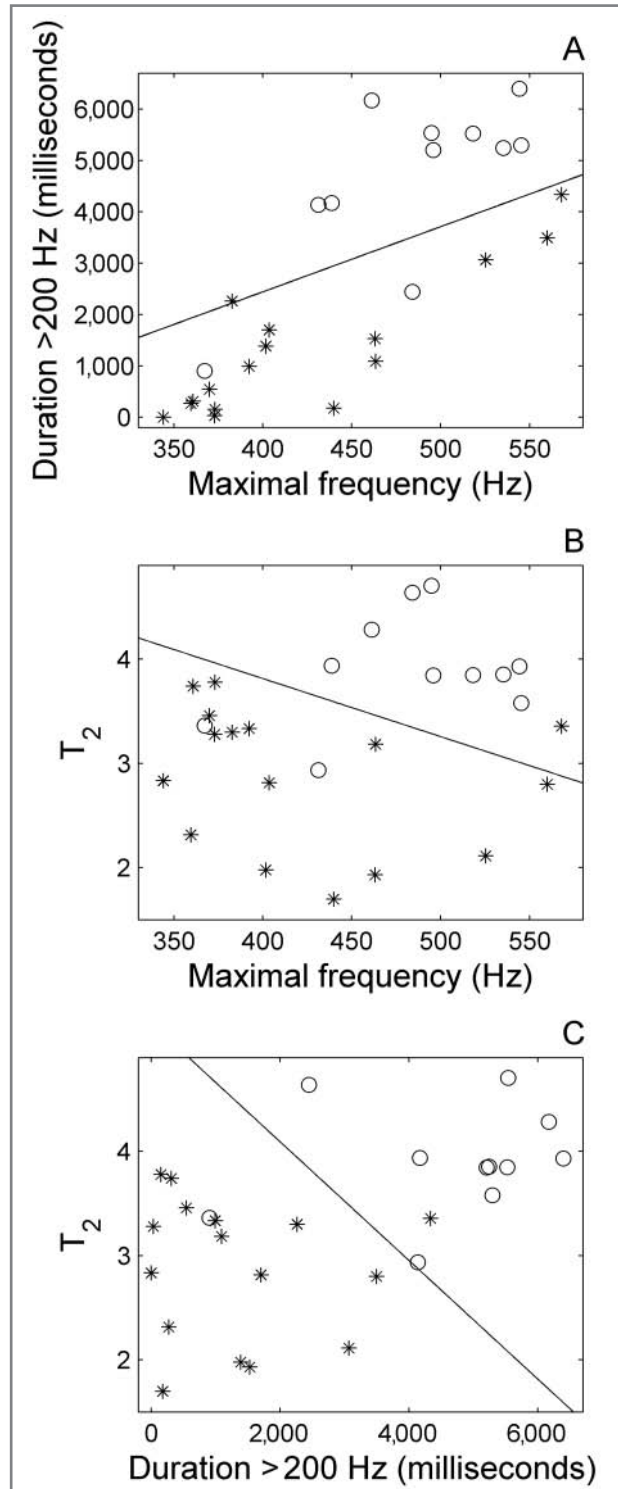 A
Duration >200 Hz (milliseconds)
6,000
5,000
4,000
3,000
2,000
1,000
0
350 400 450 500 550
Maximal frequency (Hz)
B
T2
4
3
2
350 400 450 500 550
Maximal frequency (Hz)
C
T2
4
3
2
0 2,000 4,000 6,000
Duration >200 Hz (milliseconds)